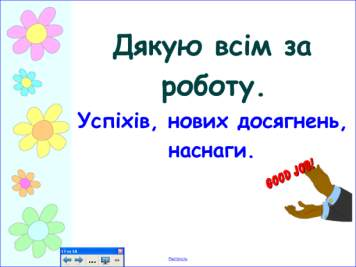 Дякую всім за
роботу.
Успіхів, нових досягнень,
наснаги.
GOOD JOB!